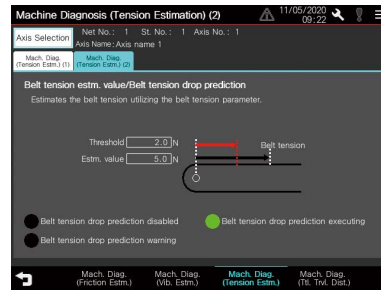 Machine Diagnosis (Tension Estimation) (2)
11/05/2020
09:22
Axis Selection
Net No.: 1 St. No.: 1 Axis No.: 1
Axis Name: Axis name 1
Mach. Diag.
(Tension Estm.) (1)
Mach. Diag.
(Tension Estm.) (2)
Belt tension estm. value/Belt tension drop prediction
Estimates the belt tension utilizing the belt tension parameter.
Threshold 2.0 N
Belt tension
Estm. value 5.0 N
Belt tension drop prediction disabled
Belt tension drop prediction executing
Belt tension drop prediction warning
Mach. Diag.
(Friction Estm.)
Mach. Diag.
(Vib. Estm.)
Mach. Diag.
(Tension Estm.)
Mach. Diag.
(Ttl. Trvl. Dist.)